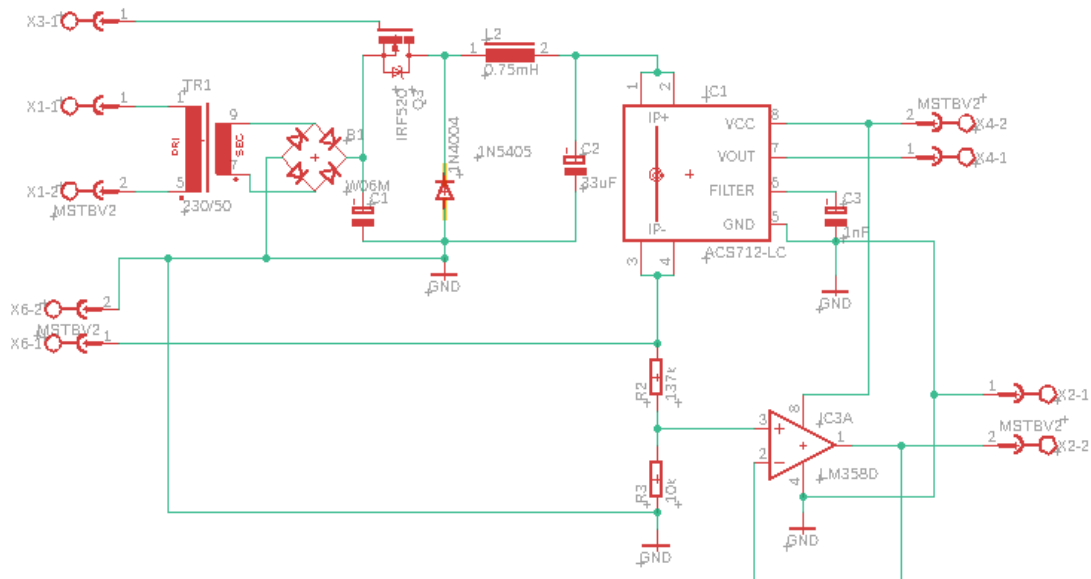 X3-1
1
L2
1
2
0.75mH
IRF520
Q3
TR1
X1-1
1
1
9
PRI
SEC
7
5
X1-2
2
MSTBV2
230/50
B1
W06M
C1
1N4004
1N5405
C2
33uF
1
2
IC1
IP+
IP-
3
4
VCC
VOUT
FILTER
GND
8
7
6
5
ACS712-LC
2
MSTBV2
X4-2
1
X4-1
C3
1nF
GND
GND
X6-2
2
MSTBV2
X6-1
1
R2
137k
R3
10k
GND
3
2
8
4
1
IC3A
LM358D
GND
1
X2-1
MSTBV2
2
X2-2